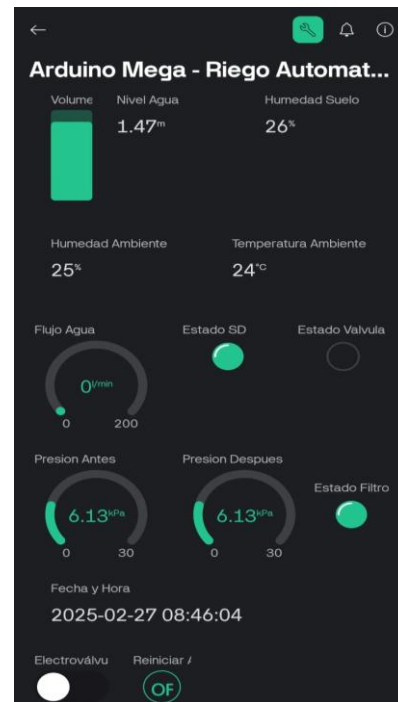 Arduino Mega - Riego Automat...
Volume Nivel Agua Humedad Suelo
1.47m 26%
Humedad Ambiente Temperatura Ambiente
25% 24°C
Flujo Agua Estado SD Estado Valvula
0l/min
0 200
Presion Antes Presion Despues
Estado Filtro
6.13kPa 6.13kPa
0 30 0 30
Fecha y Hora
2025-02-27 08:46:04
Electroválvu Reiniciar A
OF